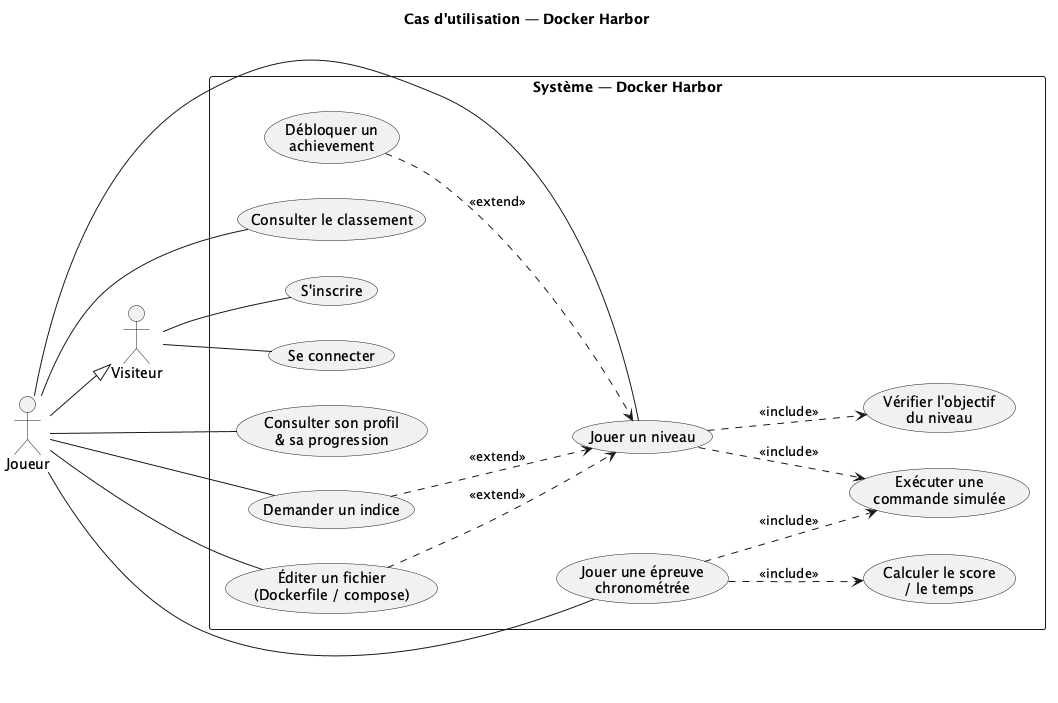 Cas d'utilisation — Docker Harbor
Système — Docker Harbor
Débloquer un
achievement
«extend»
Consulter le classement
S'inscrire
Visiteur
Se connecter
Joueur
Consulter son profil
& sa progression
Jouer un niveau
«include»
Vérifier l'objectif
du niveau
«extend»
«include»
Demander un indice
«extend»
Exécuter une
commande simulée
«include»
Éditer un fichier
(Dockerfile / compose)
Jouer une épreuve
chronométrée
«include»
Calculer le score
/ le temps